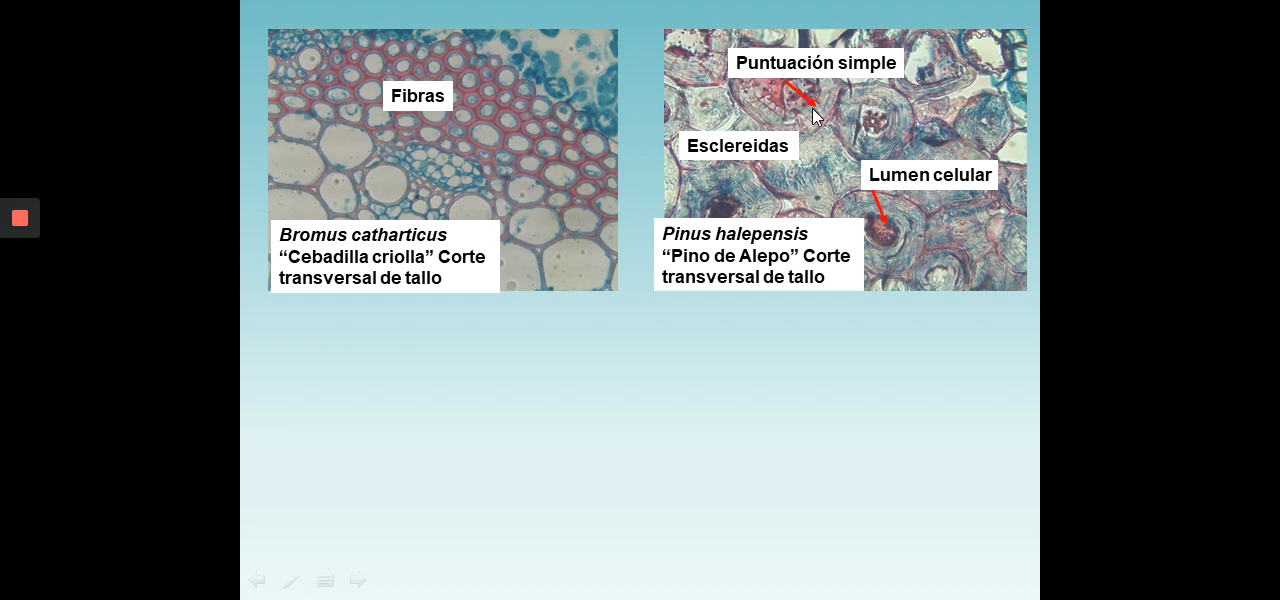 Fibras
Bromus catharticus
“Cebadilla criolla” Corte
transversal de tallo
Puntuación simple
Esclereidas
Lumen celular
Pinus halepensis
“Pino de Alepo” Corte
transversal de tallo